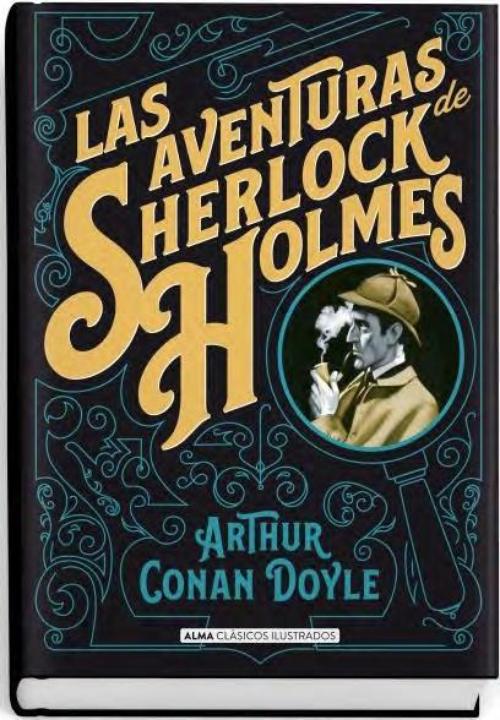 LAS
AVENTURAS de
SHERLOCK
HOLMES
ARTHUR
CONAN DOYLE
ALMA CLÁSICOS ILUSTRADOS